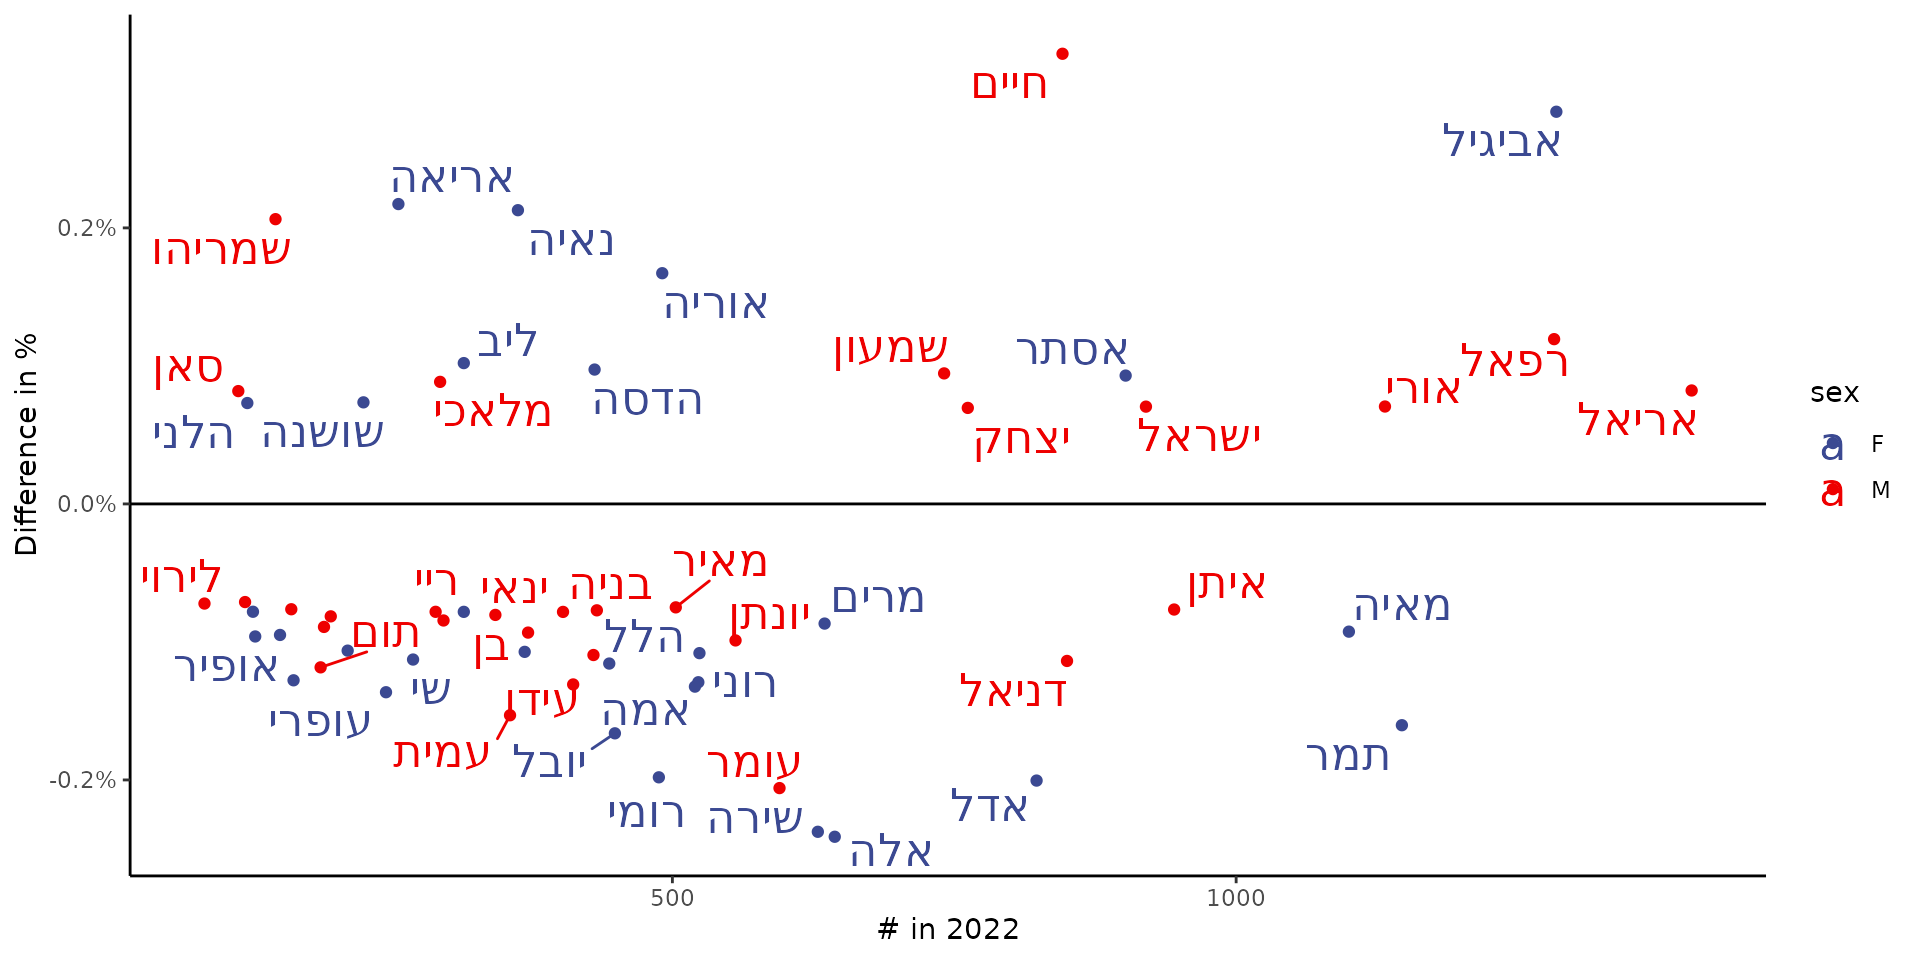 חיים
אביגיל
אריאה
נאיה
שמריהו
אוריה
ליב
שמעון
אסתר
רפאל
סאן
הדסה
אורי
מלאכי
אריאל
הלני
שושנה
יצחק
ישראל
0.2%
0.0%
-0.2%
Difference in %
לירוי
ריי
ינאי
בניה
מאיר
איתן
מרים
מאיה
יונתן
תום
בן
הלל
אופיר
שי
רוני
דניאל
עידן
אמה
עופרי
עמית
יובל
עומר
תמר
רומי
שירה
אדל
אלה
500
1000
# in 2022
sex
a F
a M